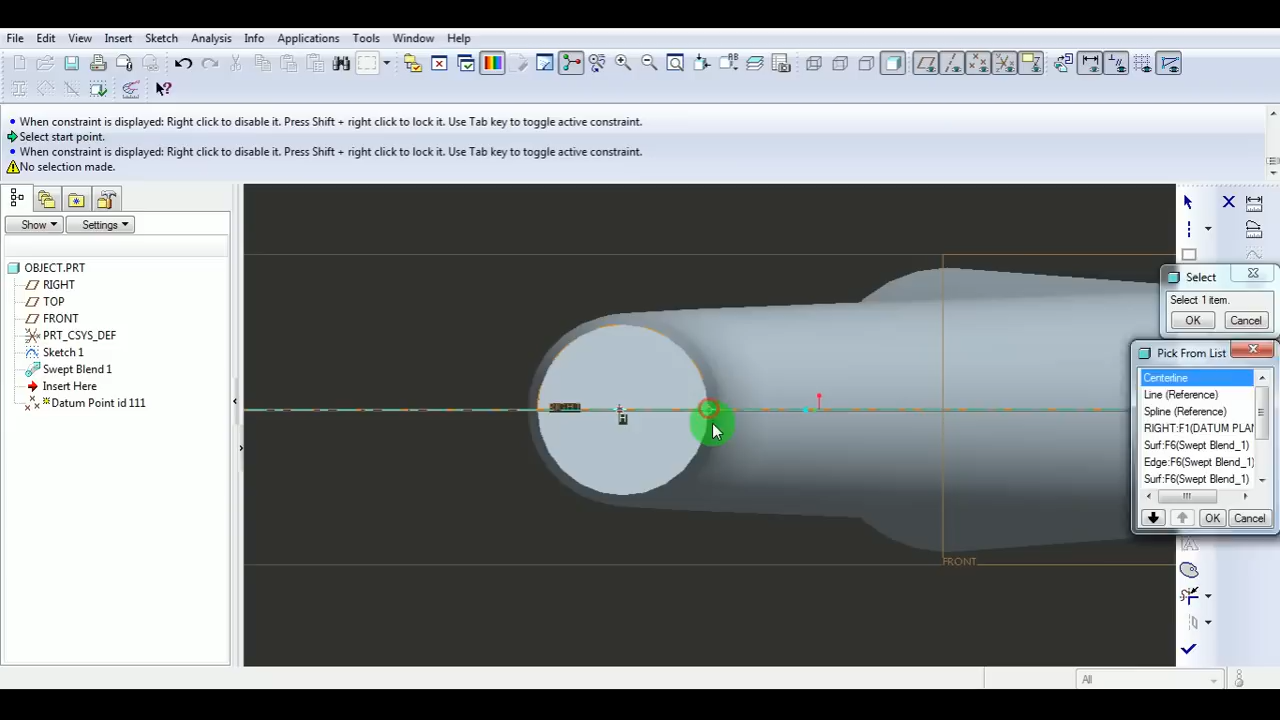 File Edit View Insert Sketch Analysis Info Applications Tools Window Help
• When constraint is displayed: Right click to disable it. Press Shift + right click to lock it. Use Tab key to toggle active constraint.
Select start point.
• When constraint is displayed: Right click to disable it. Press Shift + right click to lock it. Use Tab key to toggle active constraint.
No selection made.
Show Settings
OBJECT.PRT
RIGHT
TOP
FRONT
PRT_CSYS_DEF
Sketch 1
Swept Blend 1
Insert Here
Datum Point id 111
H
FRONT
Select
Select 1 item.
OK Cancel
Pick From List
Centerline
Line (Reference)
Spline (Reference)
RIGHT:F1(DATUM PLAN
Surf:F6(Swept Blend_1)
Edge:F6(Swept Blend_1)
Surf:F6(Swept Blend_1)
OK Cancel
All